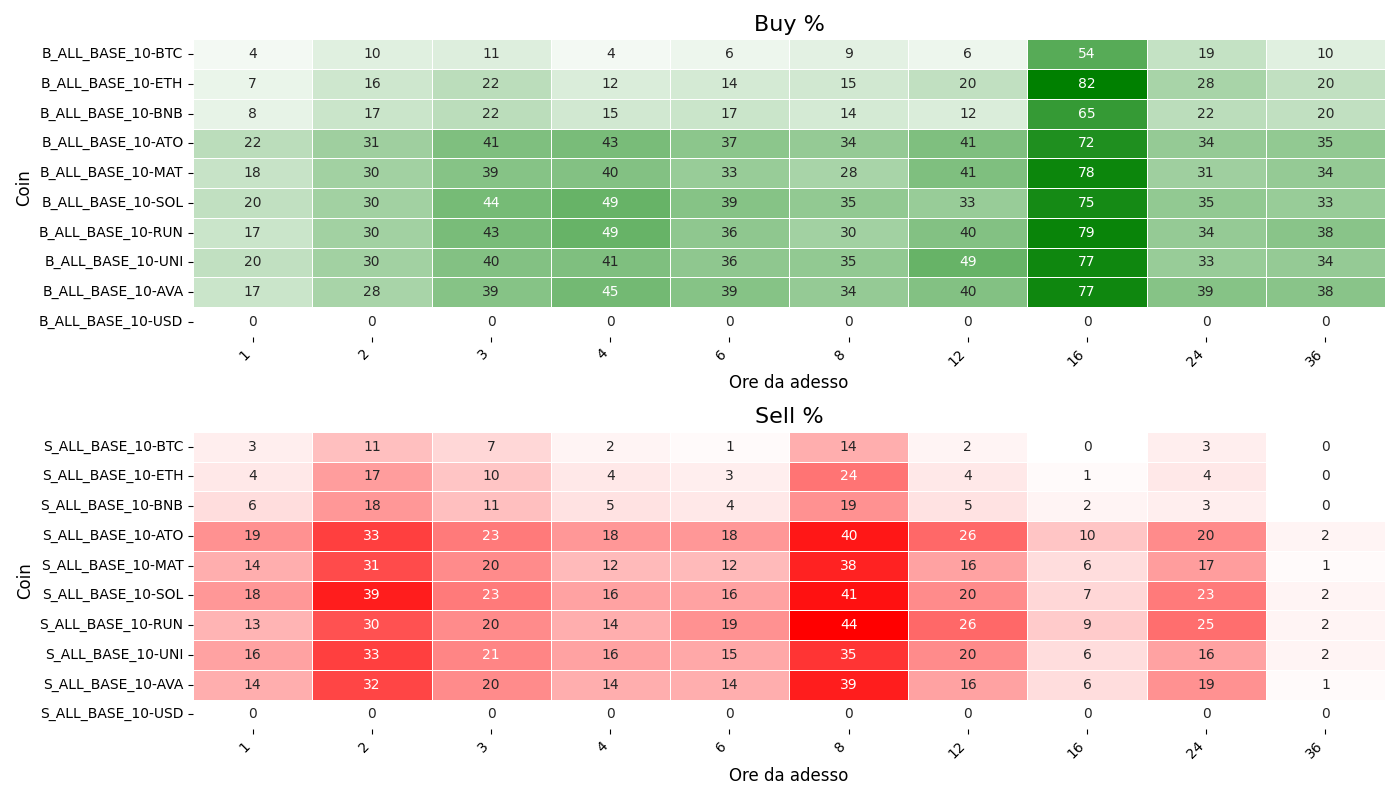 Buy %
Coin
B_ALL_BASE_10-BTC 4 10 11 4 6 9 6 54 19 10
B_ALL_BASE_10-ETH 7 16 22 12 14 15 20 82 28 20
B_ALL_BASE_10-BNB 8 17 22 15 17 14 12 65 22 20
B_ALL_BASE_10-ATO 22 31 41 43 37 34 41 72 34 35
B_ALL_BASE_10-MAT 18 30 39 40 33 28 41 78 31 34
B_ALL_BASE_10-SOL 20 30 44 49 39 35 33 75 35 33
B_ALL_BASE_10-RUN 17 30 43 49 36 30 40 79 34 38
B_ALL_BASE_10-UNI 20 30 40 41 36 35 49 77 33 34
B_ALL_BASE_10-AVA 17 28 39 45 39 34 40 77 39 38
B_ALL_BASE_10-USD 0 0 0 0 0 0 0 0 0 0
1 2 3 4 6 8 12 16 24 36
Ore da adesso
Sell %
Coin
S_ALL_BASE_10-BTC 3 11 7 2 1 14 2 0 3 0
S_ALL_BASE_10-ETH 4 17 10 4 3 24 4 1 4 0
S_ALL_BASE_10-BNB 6 18 11 5 4 19 5 2 3 0
S_ALL_BASE_10-ATO 19 33 23 18 18 40 26 10 20 2
S_ALL_BASE_10-MAT 14 31 20 12 12 38 16 6 17 1
S_ALL_BASE_10-SOL 18 39 23 16 16 41 20 7 23 2
S_ALL_BASE_10-RUN 13 30 20 14 19 44 26 9 25 2
S_ALL_BASE_10-UNI 16 33 21 16 15 35 20 6 16 2
S_ALL_BASE_10-AVA 14 32 20 14 14 39 16 6 19 1
S_ALL_BASE_10-USD 0 0 0 0 0 0 0 0 0 0
1 2 3 4 6 8 12 16 24 36
Ore da adesso